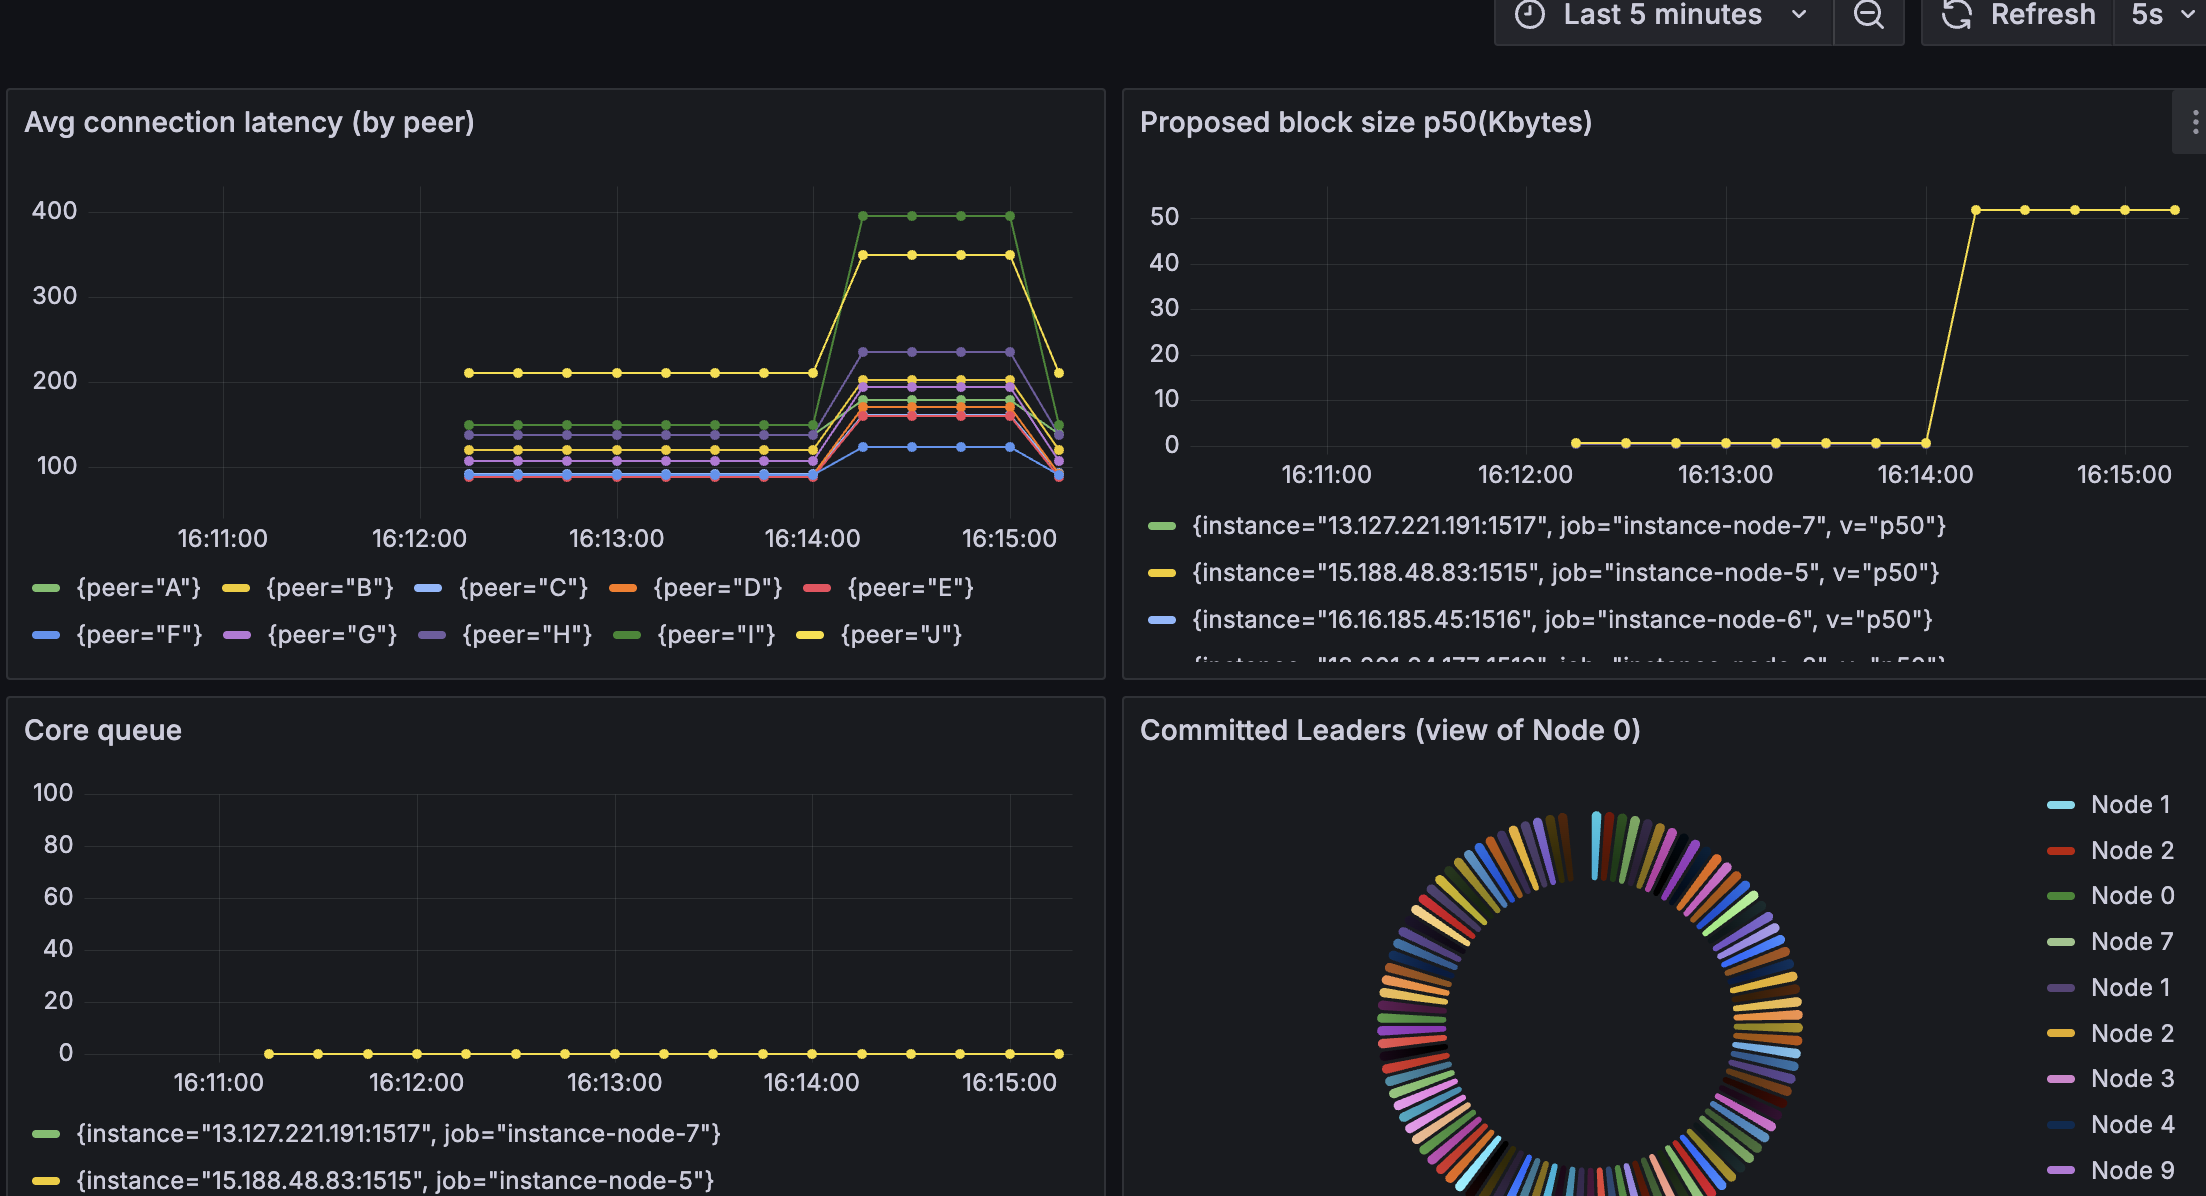 Last 5 minutes Refresh 5s
Avg connection latency (by peer)
400
300
200
100
16:11:00 16:12:00 16:13:00 16:14:00 16:15:00
{peer="A"} {peer="B"} {peer="C"} {peer="D"} {peer="E"}
{peer="F"} {peer="G"} {peer="H"} {peer="I"} {peer="J"}
Proposed block size p50(Kbytes)
50
40
30
20
10
0
16:11:00 16:12:00 16:13:00 16:14:00 16:15:00
{instance="13.127.221.191:1517", job="instance-node-7", v="p50"}
{instance="15.188.48.83:1515", job="instance-node-5", v="p50"}
{instance="16.16.185.45:1516", job="instance-node-6", v="p50"}
Core queue
100
80
60
40
20
0
16:11:00 16:12:00 16:13:00 16:14:00 16:15:00
{instance="13.127.221.191:1517", job="instance-node-7"}
{instance="15.188.48.83:1515", job="instance-node-5"}
Committed Leaders (view of Node 0)
Node 1
Node 2
Node 0
Node 7
Node 1
Node 2
Node 3
Node 4
Node 9